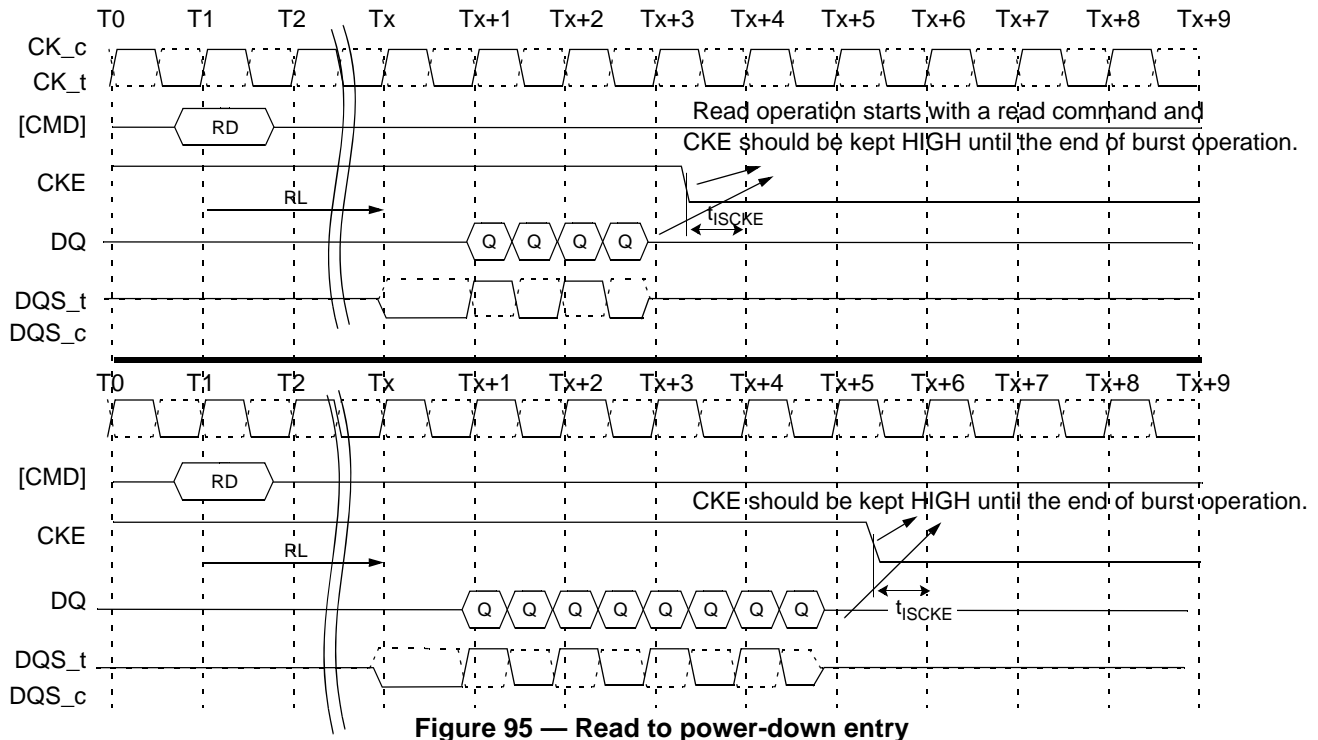 T0 T1 T2 Tx Tx+1 Tx+2 Tx+3 Tx+4 Tx+5 Tx+6 Tx+7 Tx+8 Tx+9
CK_c
CK_t
[CMD] RD
Read operation starts with a read command and
CKE should be kept HIGH until the end of burst operation.
CKE
RL
tISCKE
DQ Q Q Q Q
DQS_t
DQS_c
T0 T1 T2 Tx Tx+1 Tx+2 Tx+3 Tx+4 Tx+5 Tx+6 Tx+7 Tx+8 Tx+9
[CMD] RD
CKE should be kept HIGH until the end of burst operation.
CKE
RL
DQ Q Q Q Q Q Q Q Q
tISCKE
DQS_t
DQS_c
Figure 95 — Read to power-down entry